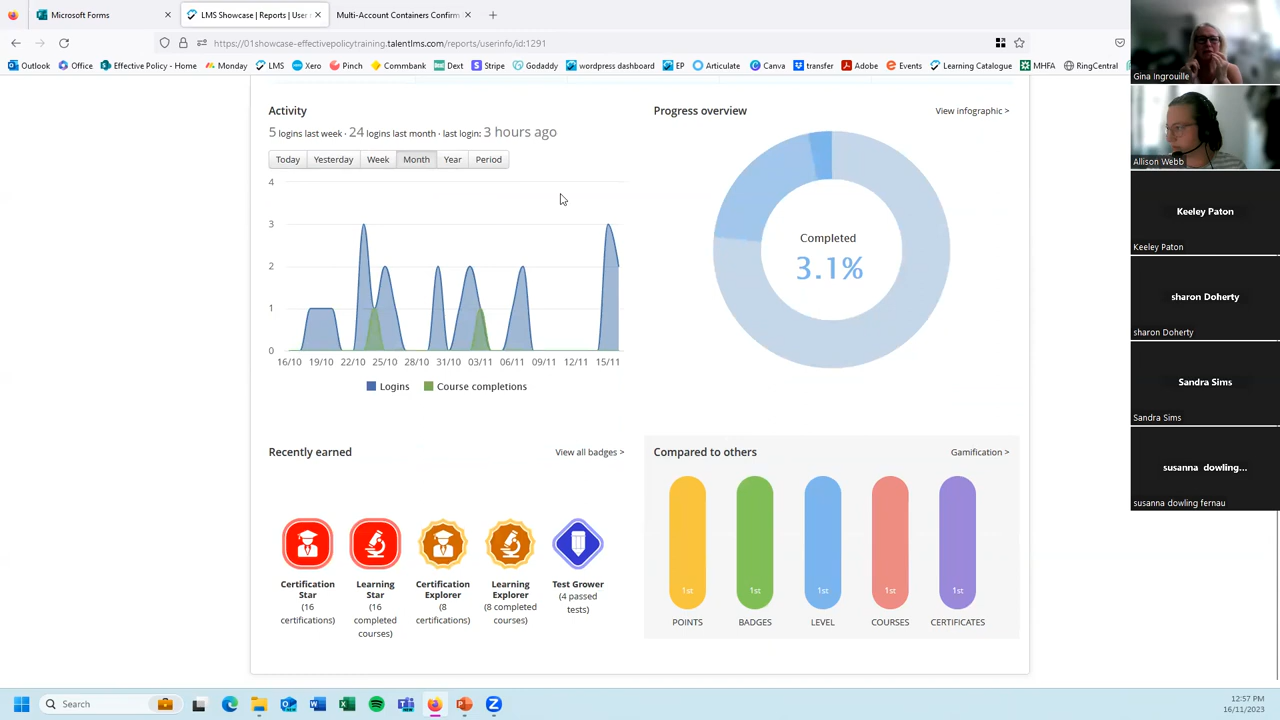 Microsoft Forms
LMS Showcase | Reports | User
Multi-Account Containers Confirm
https://01showcase-effectivepolicytraining.talentlms.com/reports/userinfo/id:1291
Outlook
Office
Effective Policy - Home
Monday
LMS
Xero
Pinch
Commbank
Dext
Stripe
Godaddy
wordpress dashboard
EP
Articulate
Canva
transfer
Adobe
Events
Learning Catalogue
MHFA
RingCentral
Activity
5 logins last week · 24 logins last month · last login: 3 hours ago
Today
Yesterday
Week
Month
Year
Period
4
3
2
1
0
16/10
19/10
22/10
25/10
28/10
31/10
03/11
06/11
09/11
12/11
15/11
Logins
Course completions
Progress overview
View infographic >
Completed
3.1%
Recently earned
View all badges >
Certification
Star
(16
certifications)
Learning
Star
(16
completed
courses)
Certification
Explorer
(8
certifications)
Learning
Explorer
(8 completed
courses)
Test Grower
(4 passed
tests)
Compared to others
Gamification >
1st
1st
1st
1st
1st
POINTS
BADGES
LEVEL
COURSES
CERTIFICATES
Gina Ingrouille
Allison Webb
Keeley Paton
Keeley Paton
sharon Doherty
sharon Doherty
Sandra Sims
Sandra Sims
susanna dowling...
susanna dowling fernau
Search
12:57 PM
16/11/2023